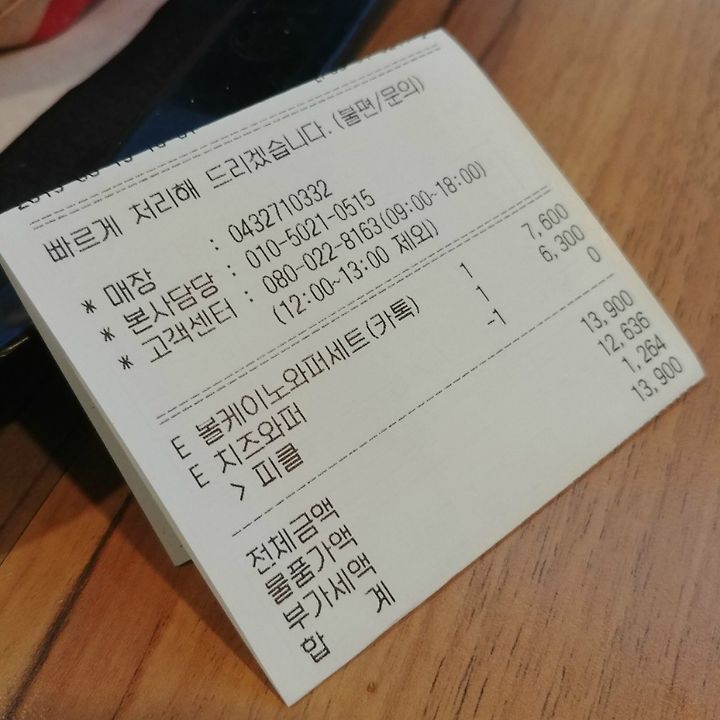 빠르게 처리해 드리겠습니다.(불편/문의)
* 매장 : 0432710332
* 본사담당 : 010-5021-0515
* 고객센터 : 080-022-8163(09:00~18:00)
(12:00~13:00 제외)
E 볼케이노와퍼세트(카톡) 1 7,600
E 치즈와퍼 1 6,300
> 피클 -1 0
전체금액 13,900
물품가액 12,636
부가세액 1,264
합 계 13,900